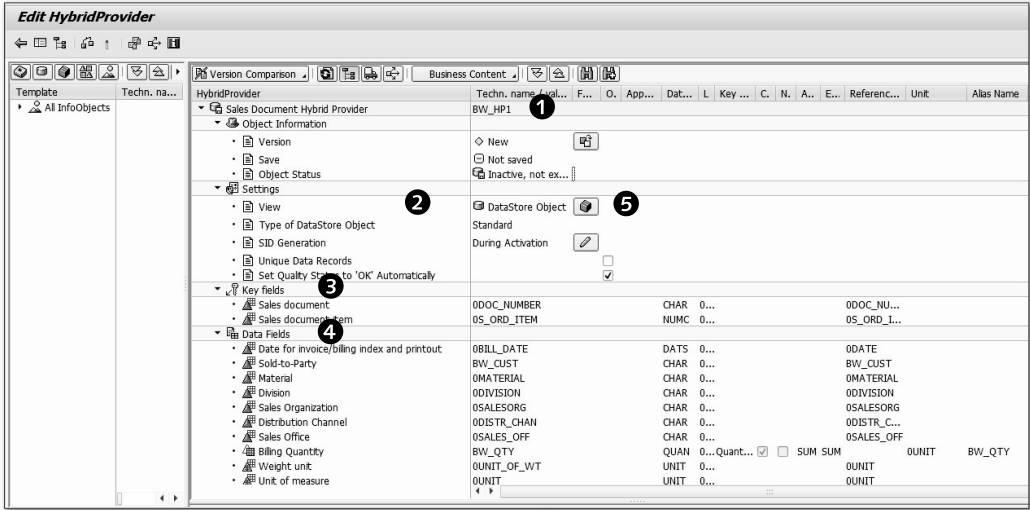 Edit HybridProvider
Version Comparison
Business Content
Template Techn. na...
All InfoObjects
HybridProvider Techn. name / val... F... O. App... Dat... L Key ... C. N. A.. E... Referenc... Unit Alias Name
Sales Document Hybrid Provider BW_HP1 1
Object Information
Version New
Save Not saved
Object Status Inactive, not ex...
Settings 2
View DataStore Object 5
Type of DataStore Object Standard
SID Generation During Activation
Unique Data Records
Set Quality Status to 'OK' Automatically
Key fields 3
Sales document 0DOC_NUMBER CHAR 0... 0DOC_NU...
Sales document item 0S_ORD_ITEM NUMC 0... 0S_ORD_I...
Data Fields 4
Date for invoice/billing index and printout 0BILL_DATE DATS 0... 0DATE
Sold-to-Party BW_CUST CHAR 0... BW_CUST
Material 0MATERIAL CHAR 0... 0MATERIAL
Division 0DIVISION CHAR 0... 0DIVISION
Sales Organization 0SALESORG CHAR 0... 0SALESORG
Distribution Channel 0DISTR_CHAN CHAR 0... 0DISTR_C...
Sales Office 0SALES_OFF CHAR 0... 0SALES_OFF
Billing Quantity BW_QTY QUAN 0... Quant... SUM SUM 0UNIT BW_QTY
Weight unit 0UNIT_OF_WT UNIT 0... 0UNIT
Unit of measure 0UNIT UNIT 0... 0UNIT